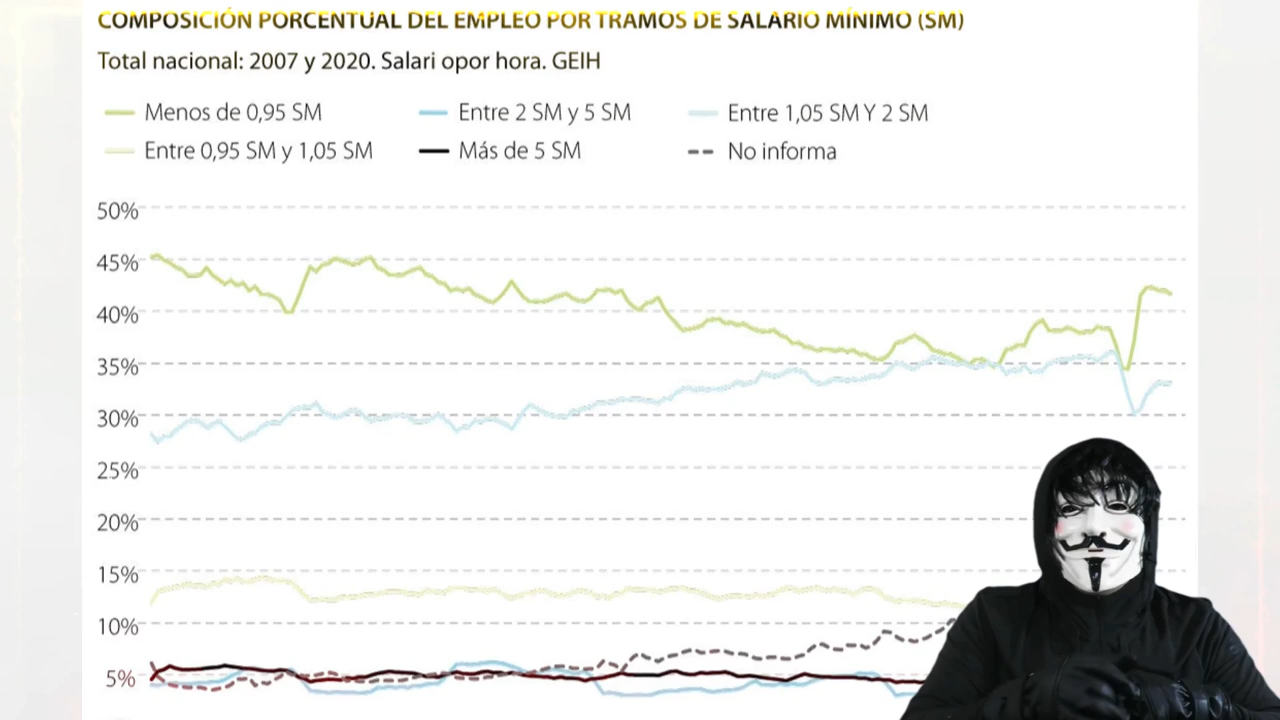 COMPOSICIÓN PORCENTUAL DEL EMPLEO POR TRAMOS DE SALARIO MÍNIMO (SM)
Total nacional: 2007 y 2020. Salari opor hora. GEIH
Menos de 0,95 SM
Entre 2 SM y 5 SM
Entre 1,05 SM Y 2 SM
Entre 0,95 SM y 1,05 SM
Más de 5 SM
No informa
50%
45%
40%
35%
30%
25%
20%
15%
10%
5%